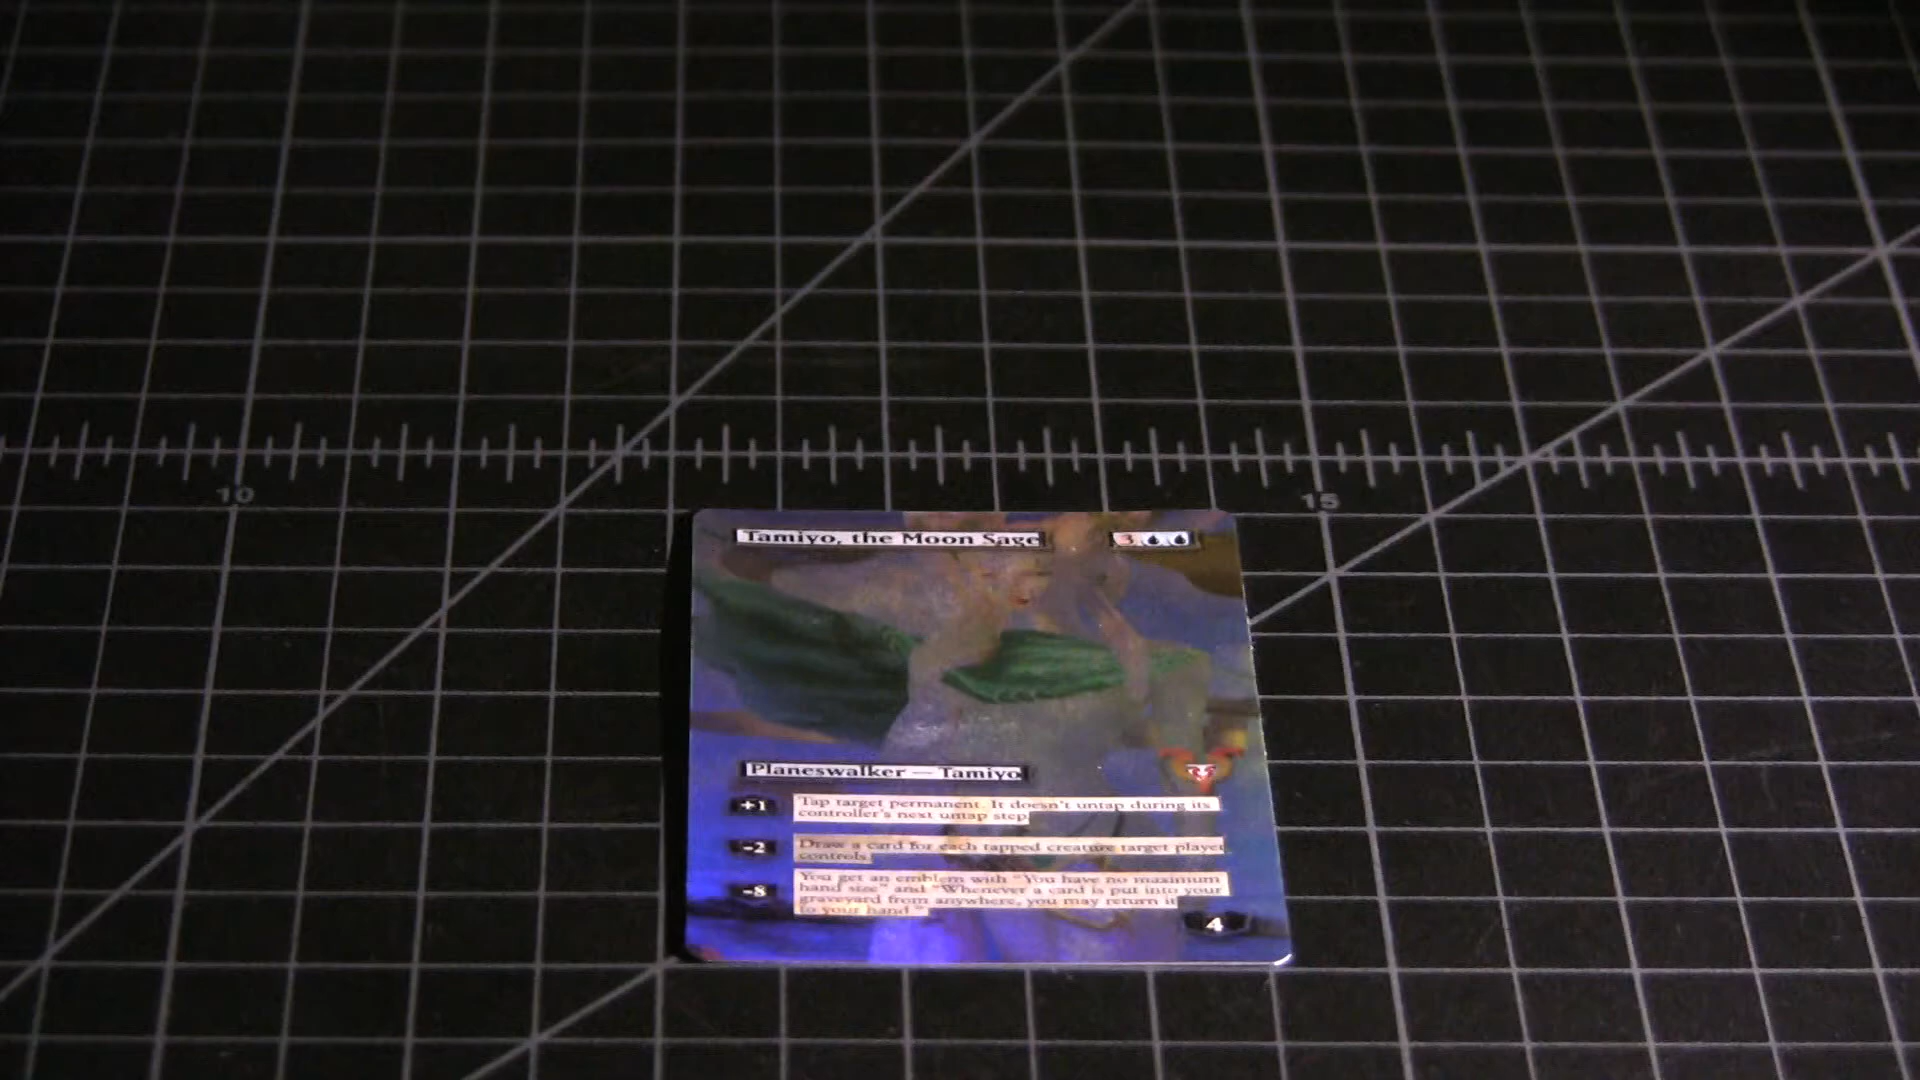 10
15
Tamiyo, the Moon Sage 3
Planeswalker — Tamiyo
+1 Tap target permanent. It doesn't untap during its
controller's next untap step.
-2 Draw a card for each tapped creature target player
controls.
-8 You get an emblem with "You have no maximum
hand size" and "Whenever a card is put into your
graveyard from anywhere, you may return it
to your hand."
4